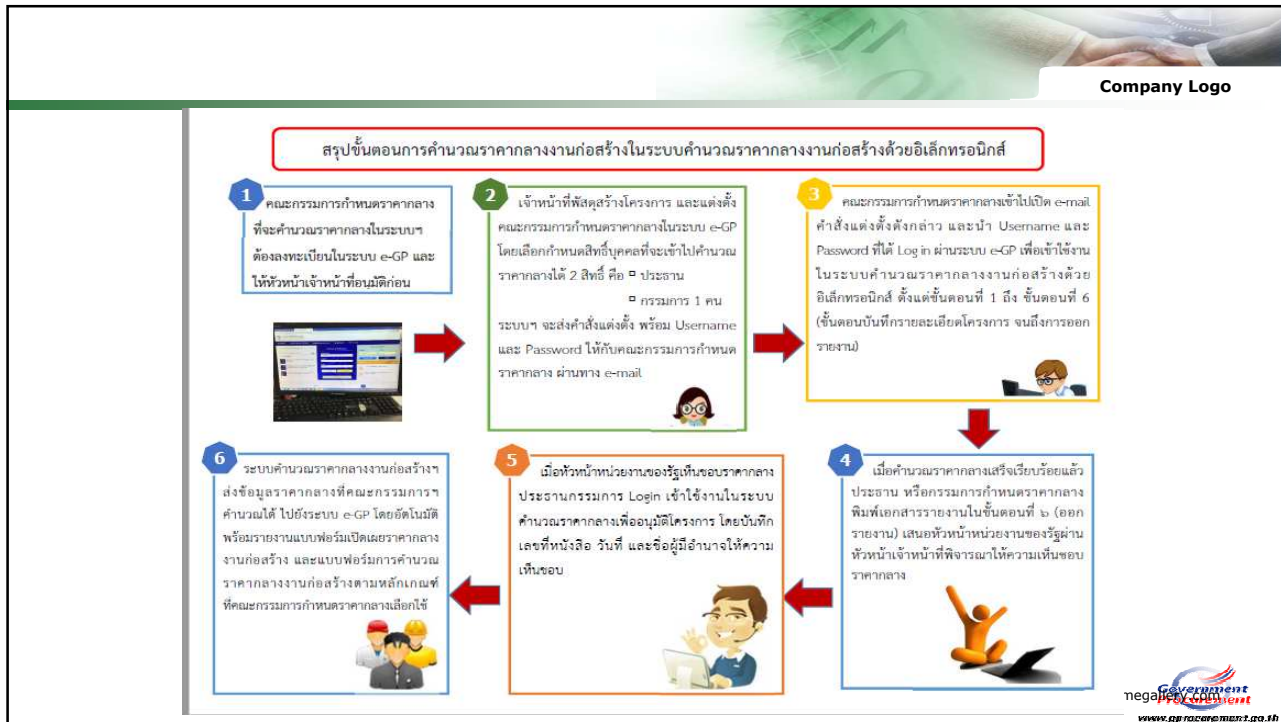 Company Logo
สรุปขั้นตอนการคำนวณราคากลางงานก่อสร้างในระบบคำนวณราคากลางงานก่อสร้างด้วยอิเล็กทรอนิกส์
1
คณะกรรมการกำหนดราคากลาง
ที่จะคำนวณราคากลางในระบบฯ
ต้องลงทะเบียนในระบบ e-GP และ
ให้หัวหน้าเจ้าหน้าที่อนุมัติก่อน
2
เจ้าหน้าที่พัสดุสร้างโครงการ และแต่งตั้ง
คณะกรรมการกำหนดราคากลางในระบบ e-GP
โดยเลือกกำหนดสิทธิ์บุคคลที่จะเข้าไปคำนวณ
ราคากลางได้ 2 สิทธิ์ คือ ▫ ประธาน
▫ กรรมการ 1 คน
ระบบฯ จะส่งคำสั่งแต่งตั้ง พร้อม Username
และ Password ให้กับคณะกรรมการกำหนด
ราคากลาง ผ่านทาง e-mail
3
คณะกรรมการกำหนดราคากลางเข้าไปเปิด e-mail
คำสั่งแต่งตั้งดังกล่าว และนำ Username และ
Password ที่ได้ Log in ผ่านระบบ e-GP เพื่อเข้าใช้งาน
ในระบบคำนวณราคากลางงานก่อสร้างด้วย
อิเล็กทรอนิกส์ ตั้งแต่ขั้นตอนที่ 1 ถึง ขั้นตอนที่ 6
(ขั้นตอนบันทึกรายละเอียดโครงการ จนถึงการออก
รายงาน)
4
เมื่อคำนวณราคากลางเสร็จเรียบร้อยแล้ว
ประธาน หรือกรรมการกำหนดราคากลาง
พิมพ์เอกสารรายงานในขั้นตอนที่ ๖ (ออก
รายงาน) เสนอหัวหน้าหน่วยงานของรัฐผ่าน
หัวหน้าเจ้าหน้าที่พิจารณาให้ความเห็นชอบ
ราคากลาง
5
เมื่อหัวหน้าหน่วยงานของรัฐเห็นชอบราคากลาง
ประธานกรรมการ Login เข้าใช้งานในระบบ
คำนวณราคากลางเพื่ออนุมัติโครงการ โดยบันทึก
เลขที่หนังสือ วันที่ และชื่อผู้มีอำนาจให้ความ
เห็นชอบ
6
ระบบคำนวณราคากลางงานก่อสร้างฯ
ส่งข้อมูลราคากลางที่คณะกรรมการฯ
คำนวณได้ ไปยังระบบ e-GP โดยอัตโนมัติ
พร้อมรายงานแบบฟอร์มเปิดเผยราคากลาง
งานก่อสร้าง และแบบฟอร์มการคำนวณ
ราคากลางงานก่อสร้างตามหลักเกณฑ์
ที่คณะกรรมการกำหนดราคากลางเลือกใช้
Government
megallery.com
Procurement
www.gprocurement.go.th